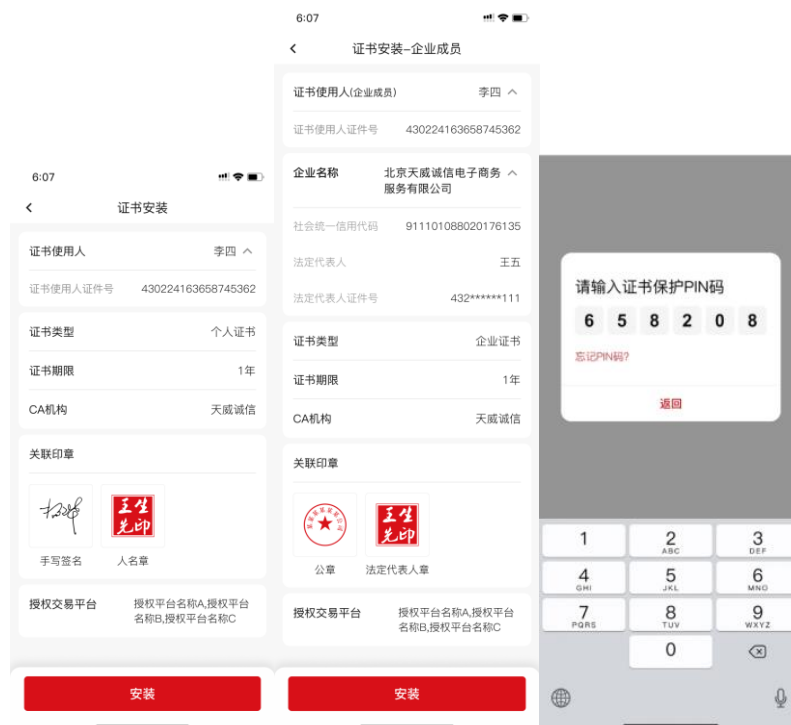 6:07
证书安装
证书使用人 李四
证书使用人证件号 430224163658745362
证书类型 个人证书
证书期限 1年
CA机构 天威诚信
关联印章
王生
先印
手写签名 人名章
授权交易平台 授权平台名称A,授权平台
名称B,授权平台名称C
安装
6:07
证书安装-企业成员
证书使用人(企业成员) 李四
证书使用人证件号 430224163658745362
企业名称 北京天威诚信电子商务
服务有限公司
社会统一信用代码 911101088020176135
法定代表人 王五
法定代表人证件号 432******111
证书类型 企业证书
证书期限 1年
CA机构 天威诚信
关联印章
王生
先印
公章 法定代表人章
授权交易平台 授权平台名称A,授权平台
名称B,授权平台名称C
安装
请输入证书保护PIN码
6 5 8 2 0 8
忘记PIN码?
返回
1 2 3
ABC DEF
4 5 6
GHI JKL MNO
7 8 9
PQRS TUV WXYZ
0